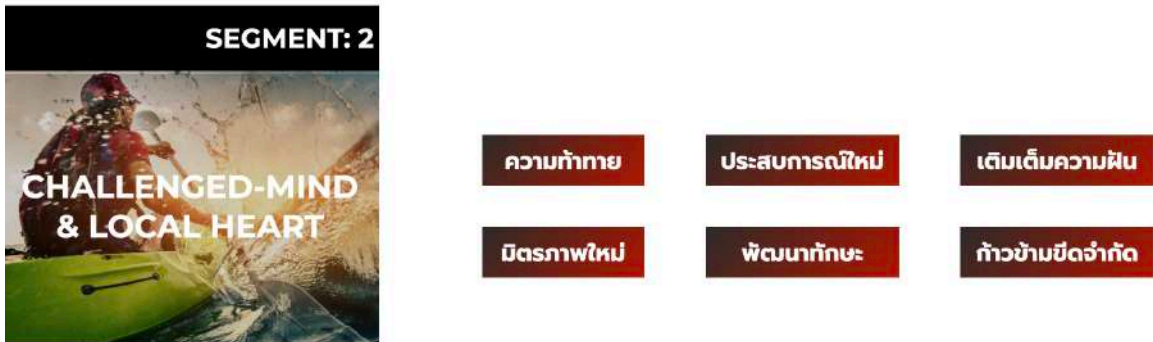 SEGMENT: 2
CHALLENGED-MIND
& LOCAL HEART
ความท้าทาย
ประสบการณ์ใหม่
เติมเต็มความฝัน
มิตรภาพใหม่
พัฒนาทักษะ
ก้าวข้ามขีดจำกัด